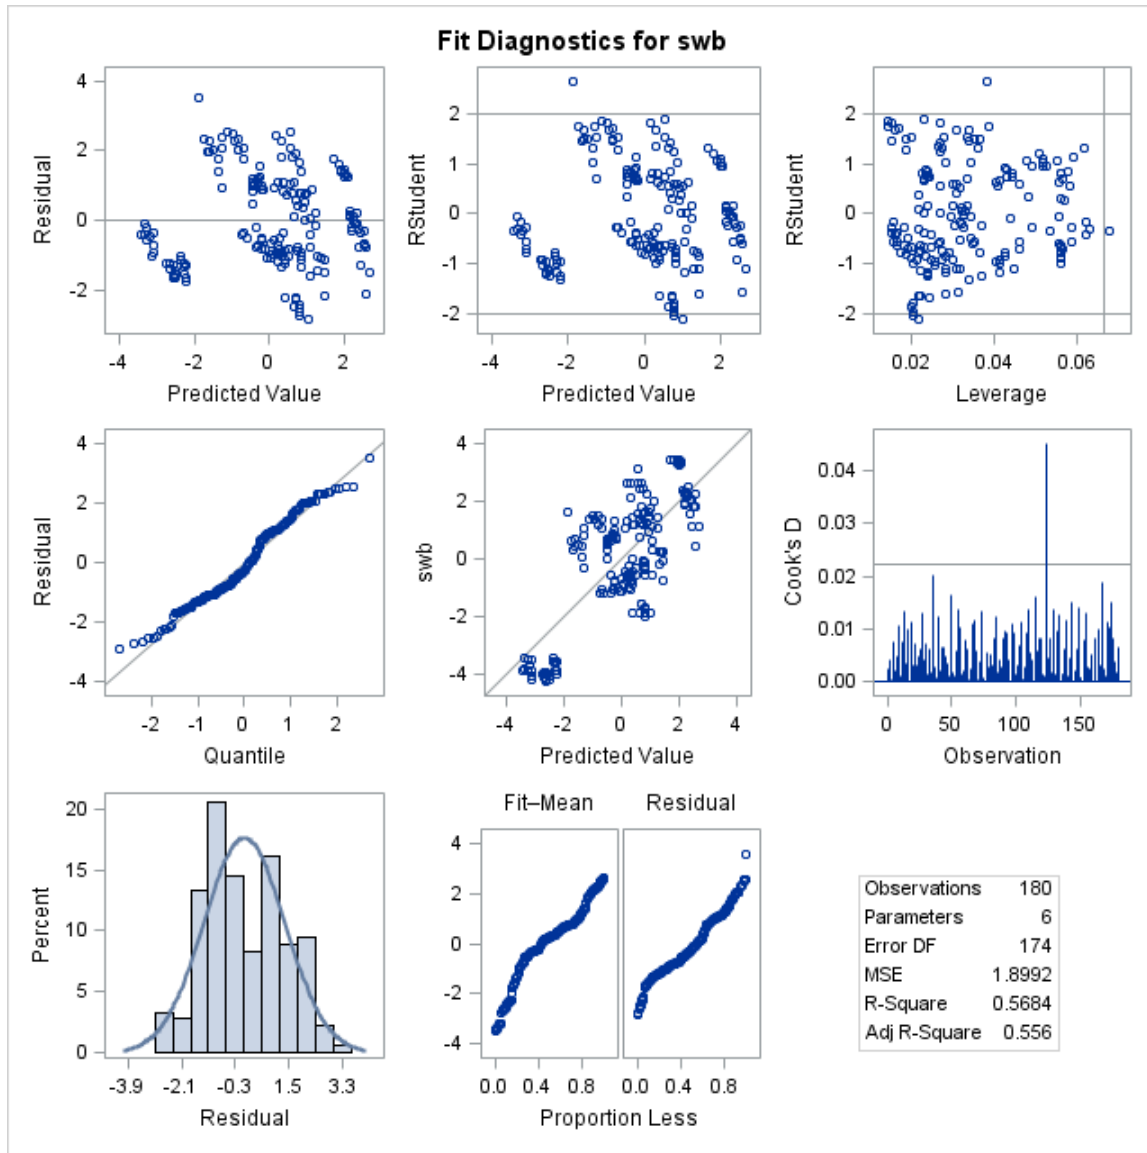 Fit Diagnostics for swb
4
2
0
-2
Residual
-4 -2 0 2
Predicted Value
2
1
0
-1
-2
RStudent
-4 -2 0 2
Predicted Value
2
1
0
-1
-2
RStudent
0.02 0.04 0.06
Leverage
4
2
0
-2
-4
Residual
-2 -1 0 1 2
Quantile
4
2
0
-2
-4
swb
-4 -2 0 2 4
Predicted Value
0.04
0.03
0.02
0.01
0.00
Cook's D
0 50 100 150
Observation
20
15
10
5
0
Percent
-3.9 -2.1 -0.3 1.5 3.3
Residual
Fit–Mean Residual
4
2
0
-2
-4
0.0 0.4 0.8 0.0 0.4 0.8
Proportion Less
Observations 180
Parameters 6
Error DF 174
MSE 1.8992
R-Square 0.5684
Adj R-Square 0.556